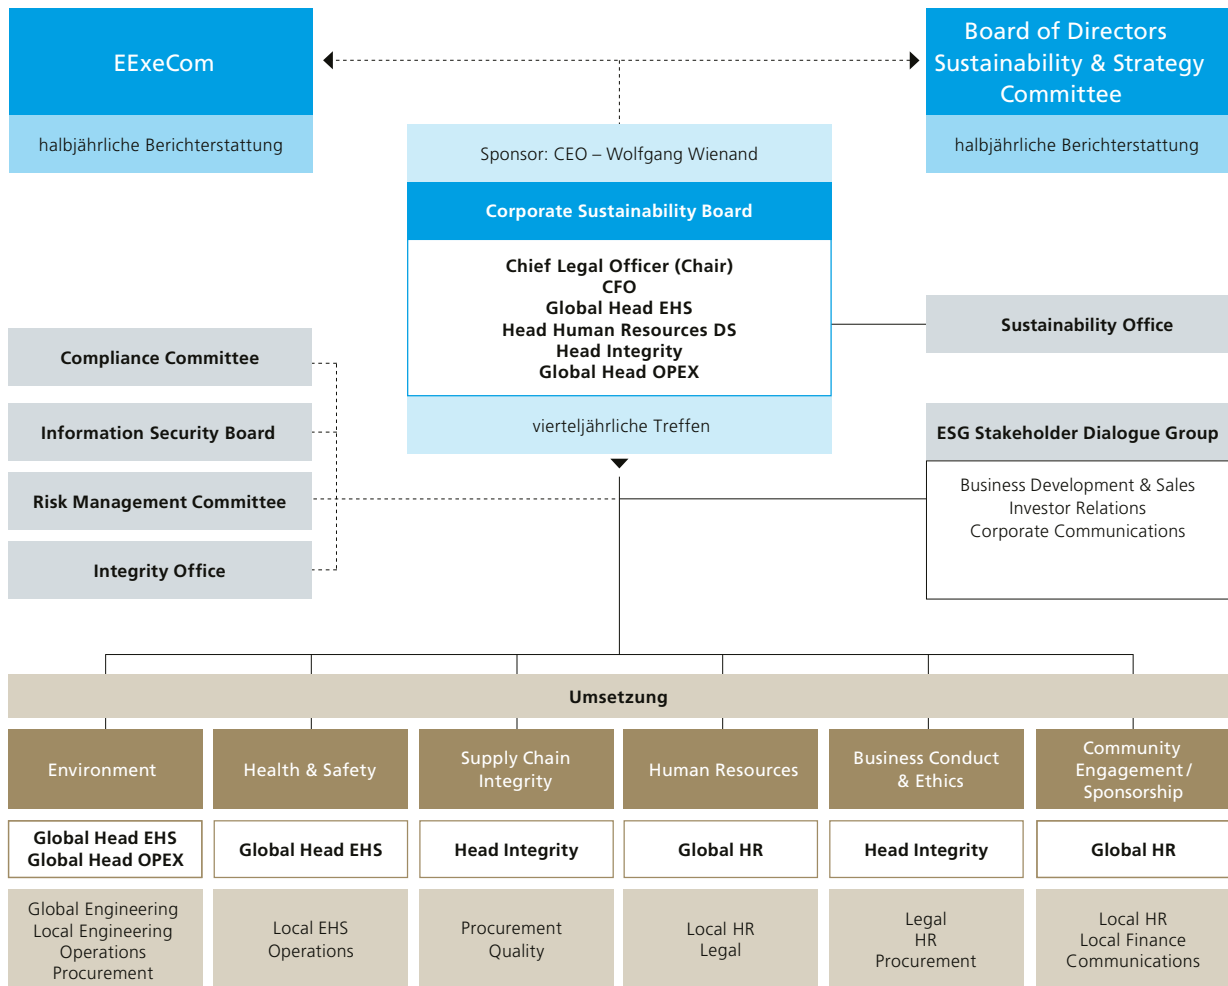 EExeCom
halbjährliche Berichterstattung
Board of Directors
Sustainability & Strategy
Committee
halbjährliche Berichterstattung
Sponsor: CEO – Wolfgang Wienand
Corporate Sustainability Board
Chief Legal Officer (Chair)
CFO
Global Head EHS
Head Human Resources DS
Head Integrity
Global Head OPEX
vierteljährliche Treffen
Compliance Committee
Information Security Board
Risk Management Committee
Integrity Office
Sustainability Office
ESG Stakeholder Dialogue Group
Business Development & Sales
Investor Relations
Corporate Communications
Umsetzung
Environment
Global Head EHS
Global Head OPEX
Global Engineering
Local Engineering
Operations
Procurement
Health & Safety
Global Head EHS
Local EHS
Operations
Supply Chain
Integrity
Head Integrity
Procurement
Quality
Human Resources
Global HR
Local HR
Legal
Business Conduct
& Ethics
Head Integrity
Legal
HR
Procurement
Community
Engagement /
Sponsorship
Global HR
Local HR
Local Finance
Communications